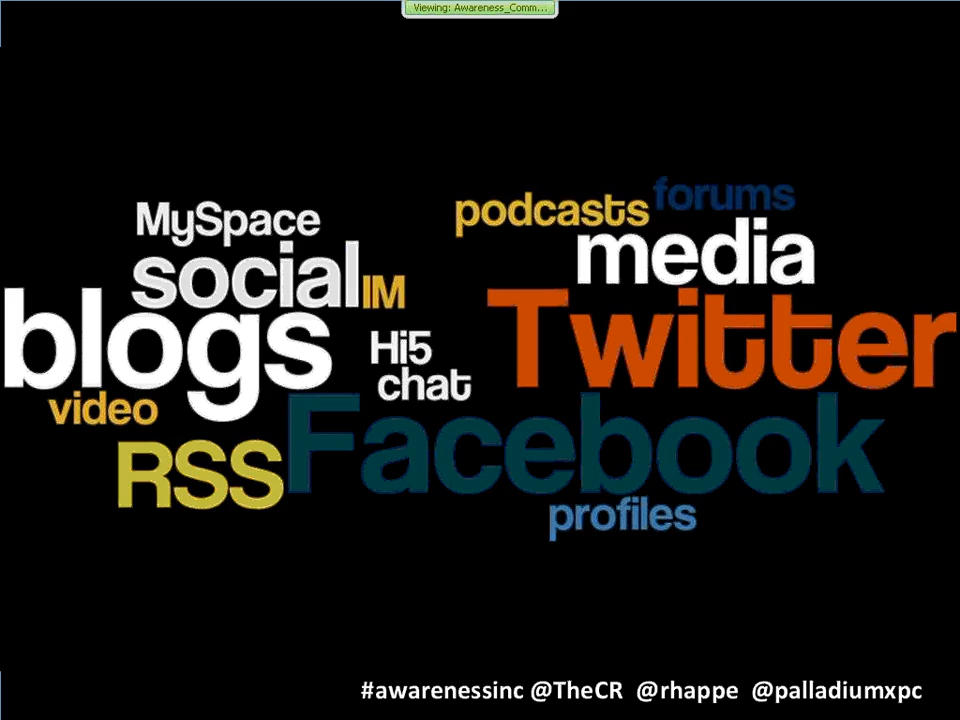 Viewing: Awareness_Comm...
MySpace
podcasts
forums
social
IM
media
blogs
Hi5
Twitter
chat
video
Facebook
RSS
profiles
#awarenessinc @TheCR @rhappe @palladiumxpc